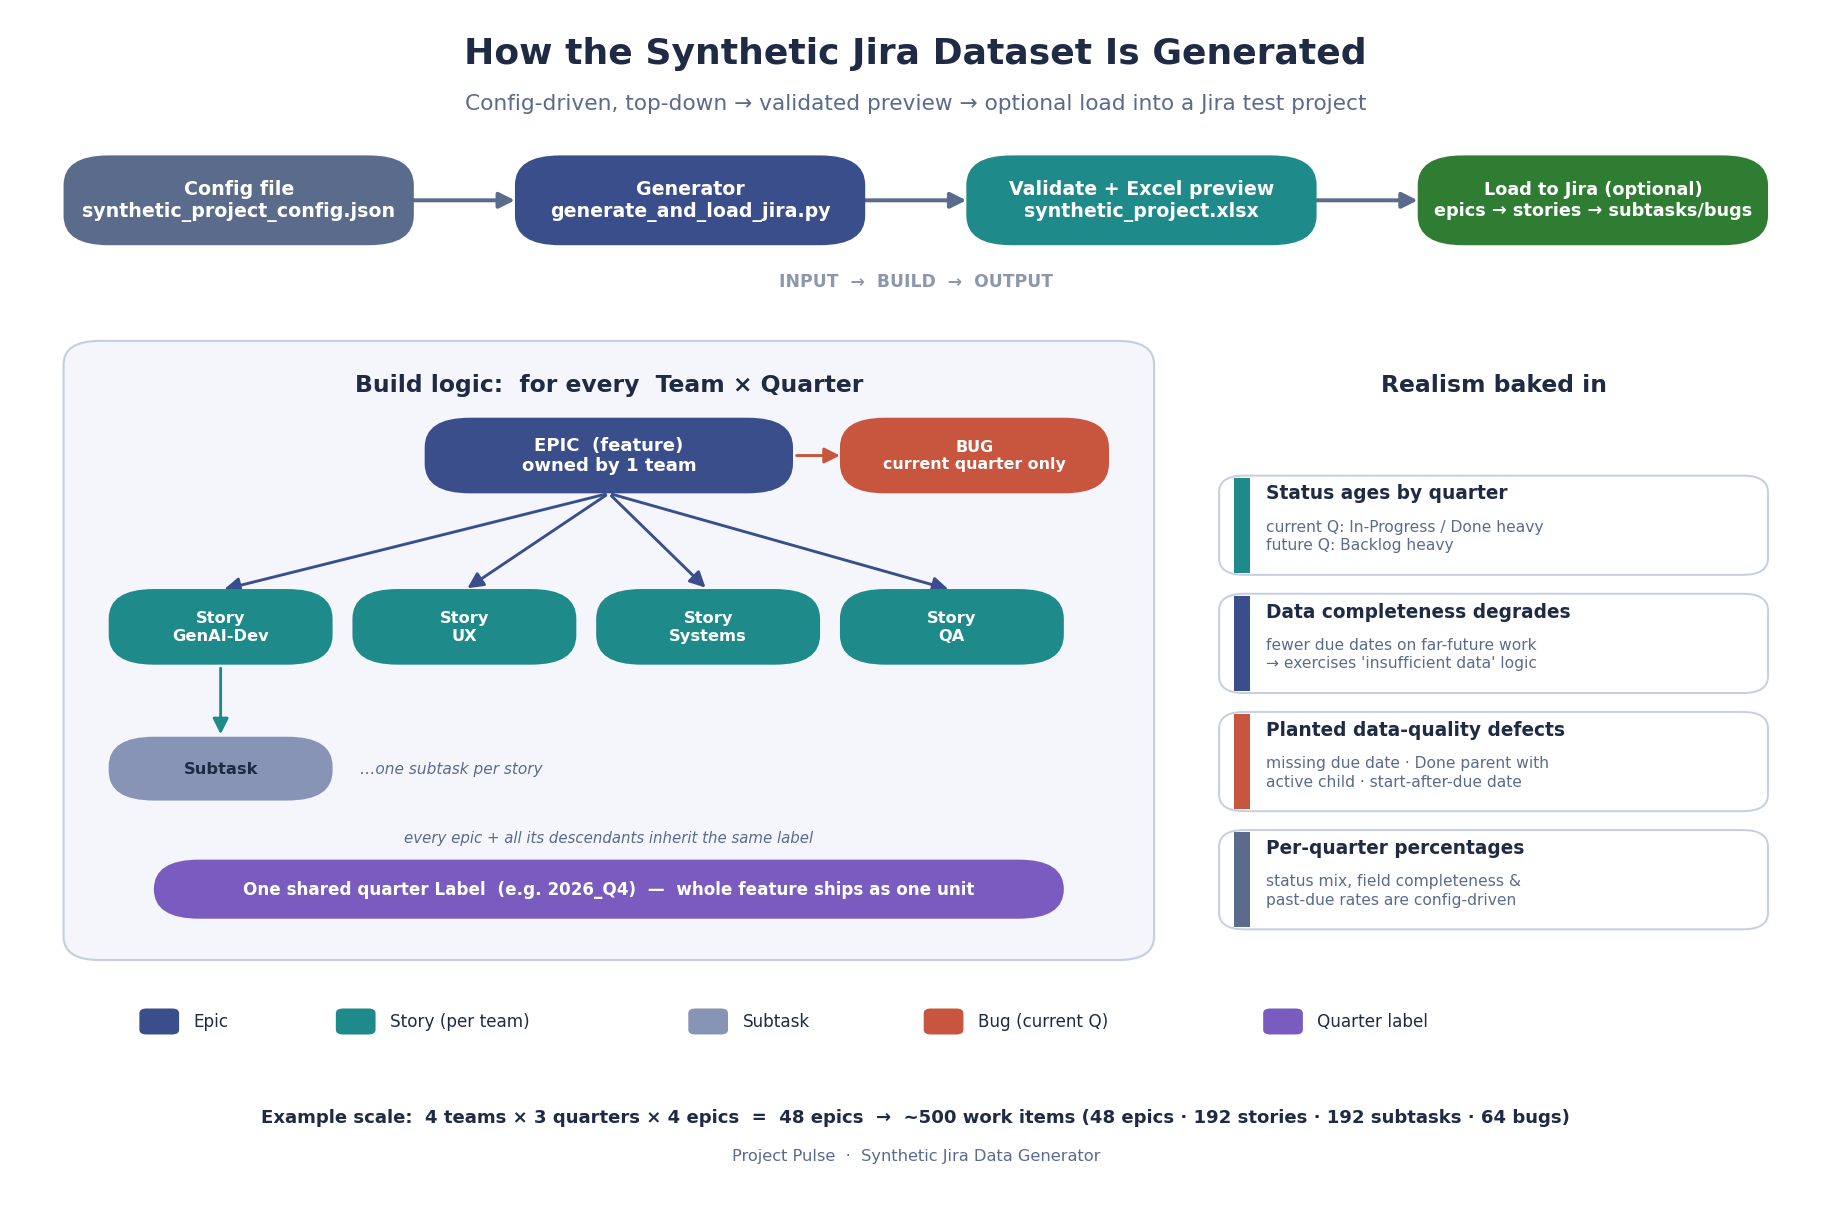 How the Synthetic Jira Dataset Is Generated
Config-driven, top-down → validated preview → optional load into a Jira test project
Config file
synthetic_project_config.json
Generator
generate_and_load_jira.py
Validate + Excel preview
synthetic_project.xlsx
Load to Jira (optional)
epics → stories → subtasks/bugs
INPUT → BUILD → OUTPUT
Build logic: for every Team × Quarter
EPIC (feature)
owned by 1 team
BUG
current quarter only
Story
GenAI-Dev
Story
UX
Story
Systems
Story
QA
Subtask
...one subtask per story
every epic + all its descendants inherit the same label
One shared quarter Label (e.g. 2026_Q4) — whole feature ships as one unit
Realism baked in
Status ages by quarter
current Q: In-Progress / Done heavy
future Q: Backlog heavy
Data completeness degrades
fewer due dates on far-future work
→ exercises 'insufficient data' logic
Planted data-quality defects
missing due date · Done parent with
active child · start-after-due date
Per-quarter percentages
status mix, field completeness &
past-due rates are config-driven
Epic
Story (per team)
Subtask
Bug (current Q)
Quarter label
Example scale: 4 teams × 3 quarters × 4 epics = 48 epics → ~500 work items (48 epics · 192 stories · 192 subtasks · 64 bugs)
Project Pulse · Synthetic Jira Data Generator